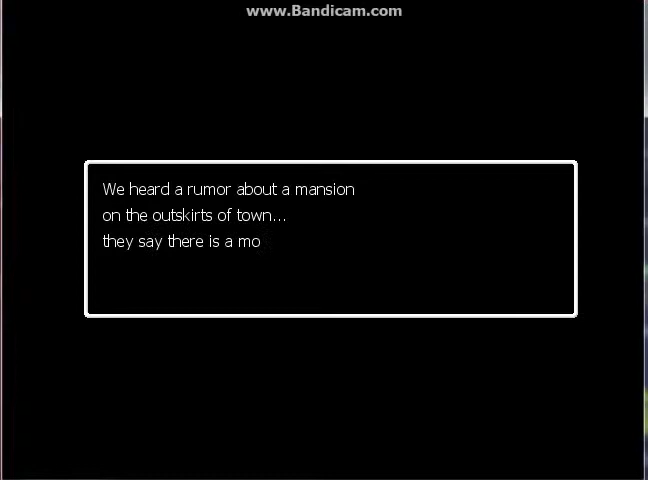 www.Bandicam.com
We heard a rumor about a mansion
on the outskirts of town...
they say there is a mo